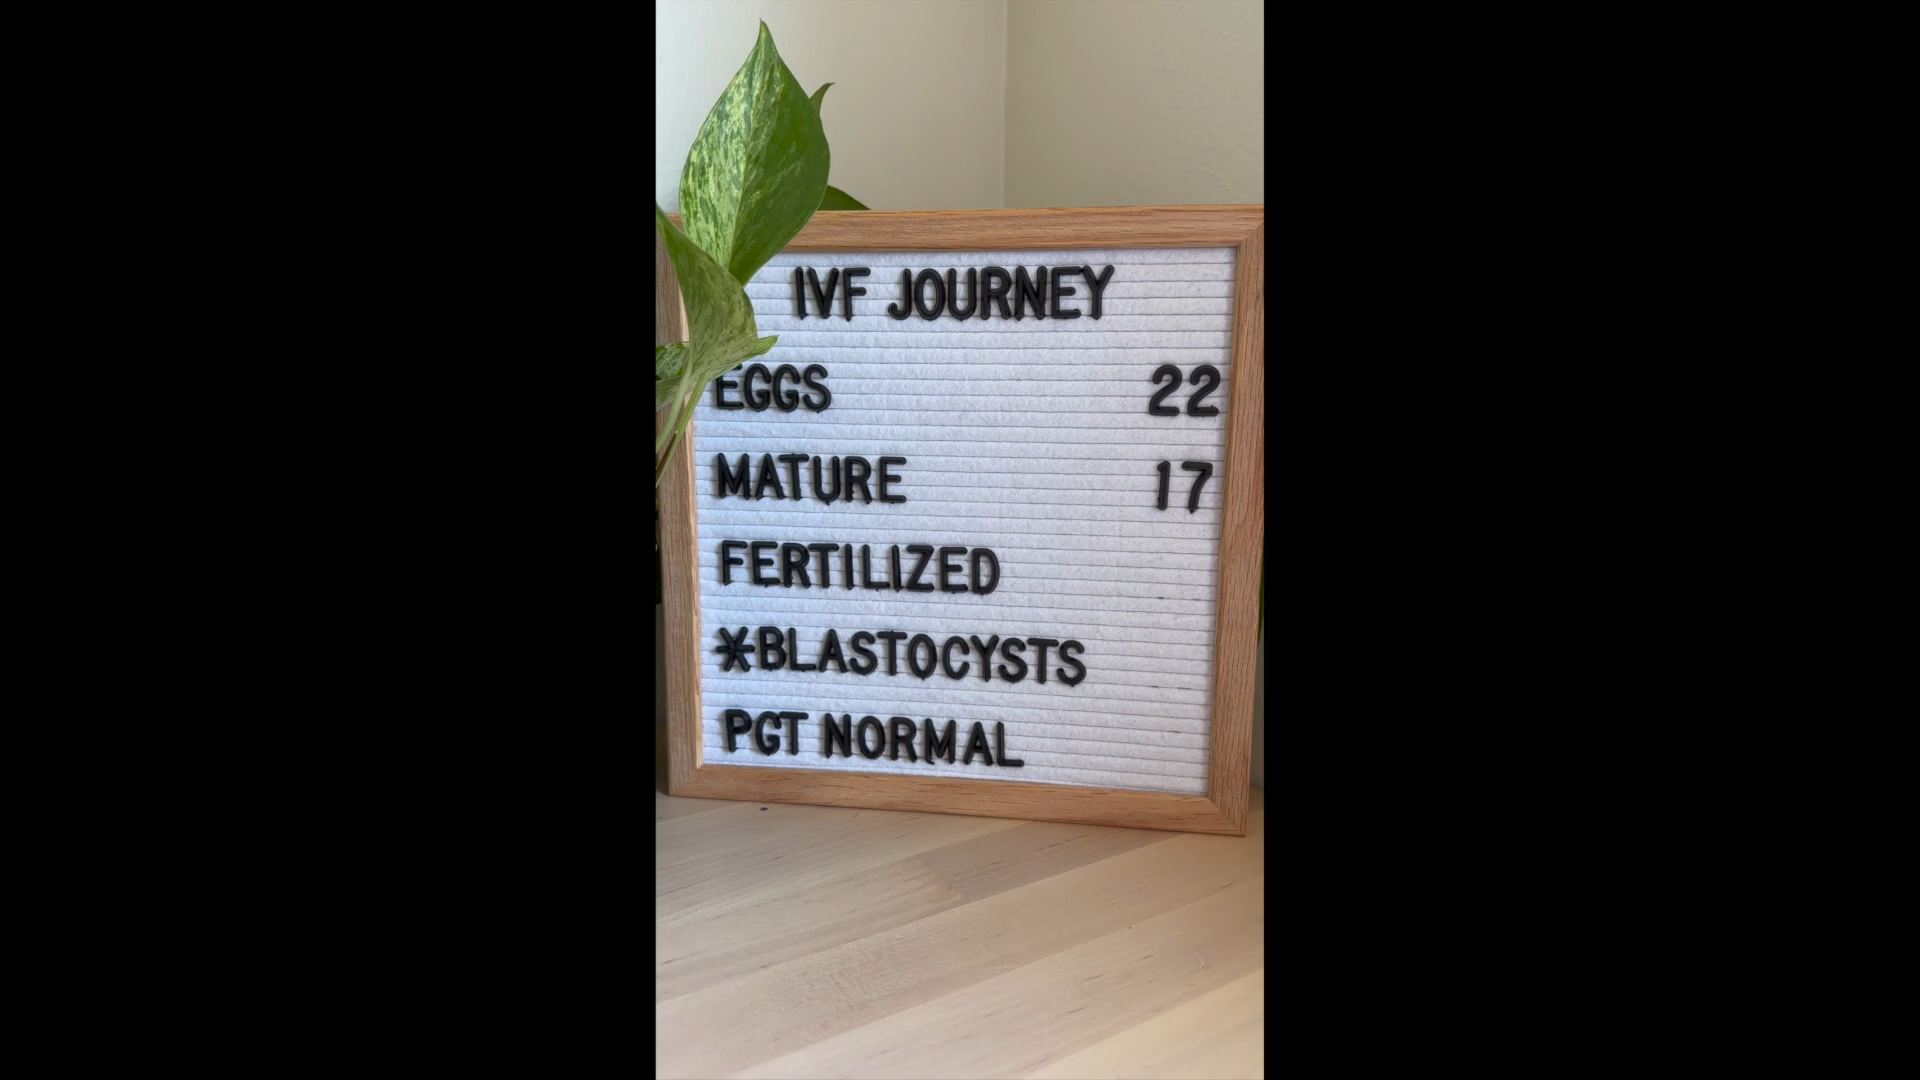 IVF JOURNEY
EGGS 22
MATURE 17
FERTILIZED
*BLASTOCYSTS
PGT NORMAL